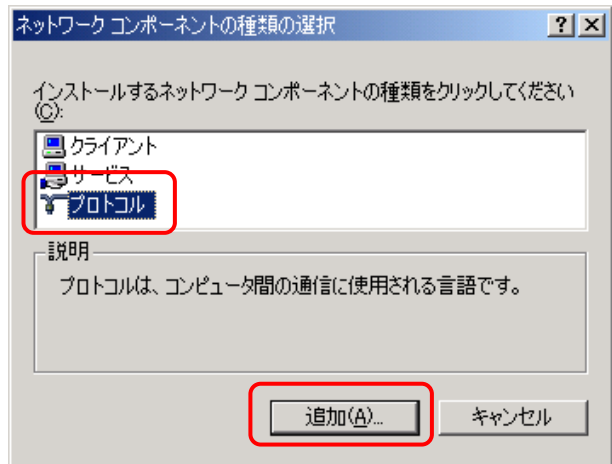 ネットワーク コンポーネントの種類の選択
インストールするネットワーク コンポーネントの種類をクリックしてください
(C):
クライアント
サービス
プロトコル
説明
プロトコルは、コンピュータ間の通信に使用される言語です。
追加(A)...
キャンセル